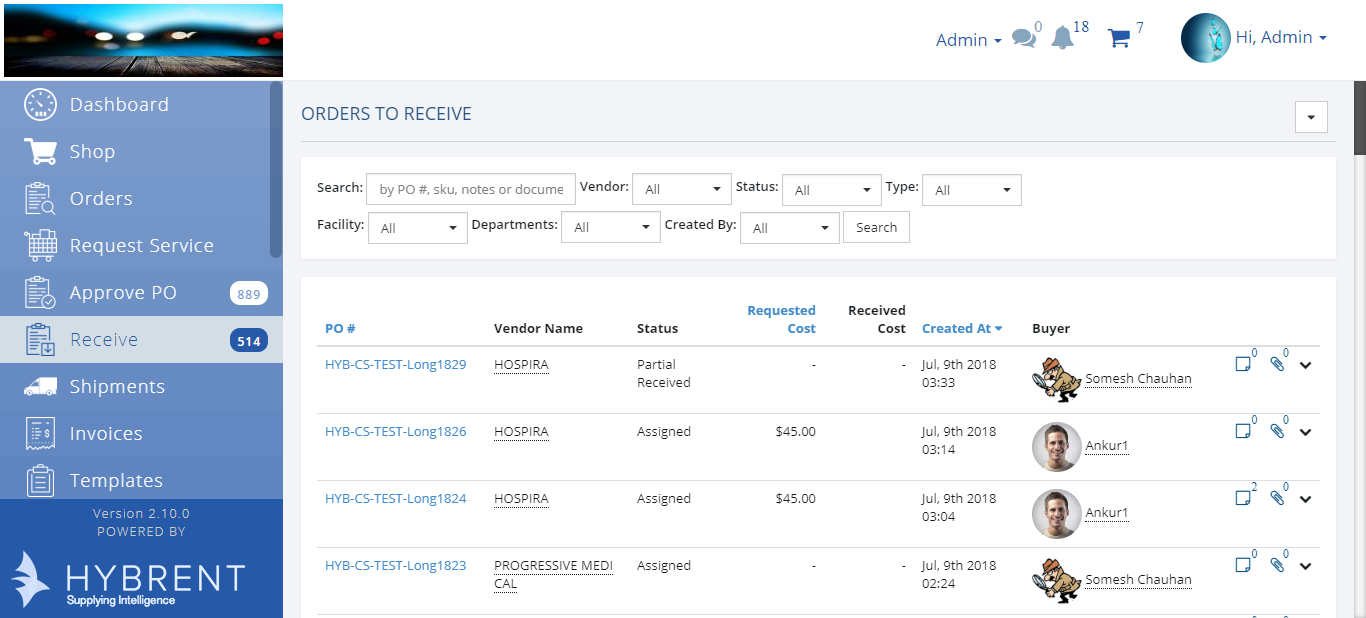 Admin 0 18 7 Hi, Admin
Dashboard
Shop
Orders
Request Service
Approve PO 889
Receive 514
Shipments
Invoices
Templates
Version 2.10.0
POWERED BY
HYBRENT
Supplying Intelligence
ORDERS TO RECEIVE
Search: by PO #, sku, notes or docume Vendor: All Status: All Type: All
Facility: All Departments: All Created By: All Search
PO # Vendor Name Status Requested Cost Received Cost Created At Buyer
HYB-CS-TEST-Long1829 HOSPIRA Partial Received - - Jul, 9th 2018 03:33 Somesh Chauhan 0 0
HYB-CS-TEST-Long1826 HOSPIRA Assigned $45.00 Jul, 9th 2018 03:14 Ankur1 0 0
HYB-CS-TEST-Long1824 HOSPIRA Assigned $45.00 Jul, 9th 2018 03:04 Ankur1 2 0
HYB-CS-TEST-Long1823 PROGRESSIVE MEDICAL Assigned - - Jul, 9th 2018 02:24 Somesh Chauhan 0 0